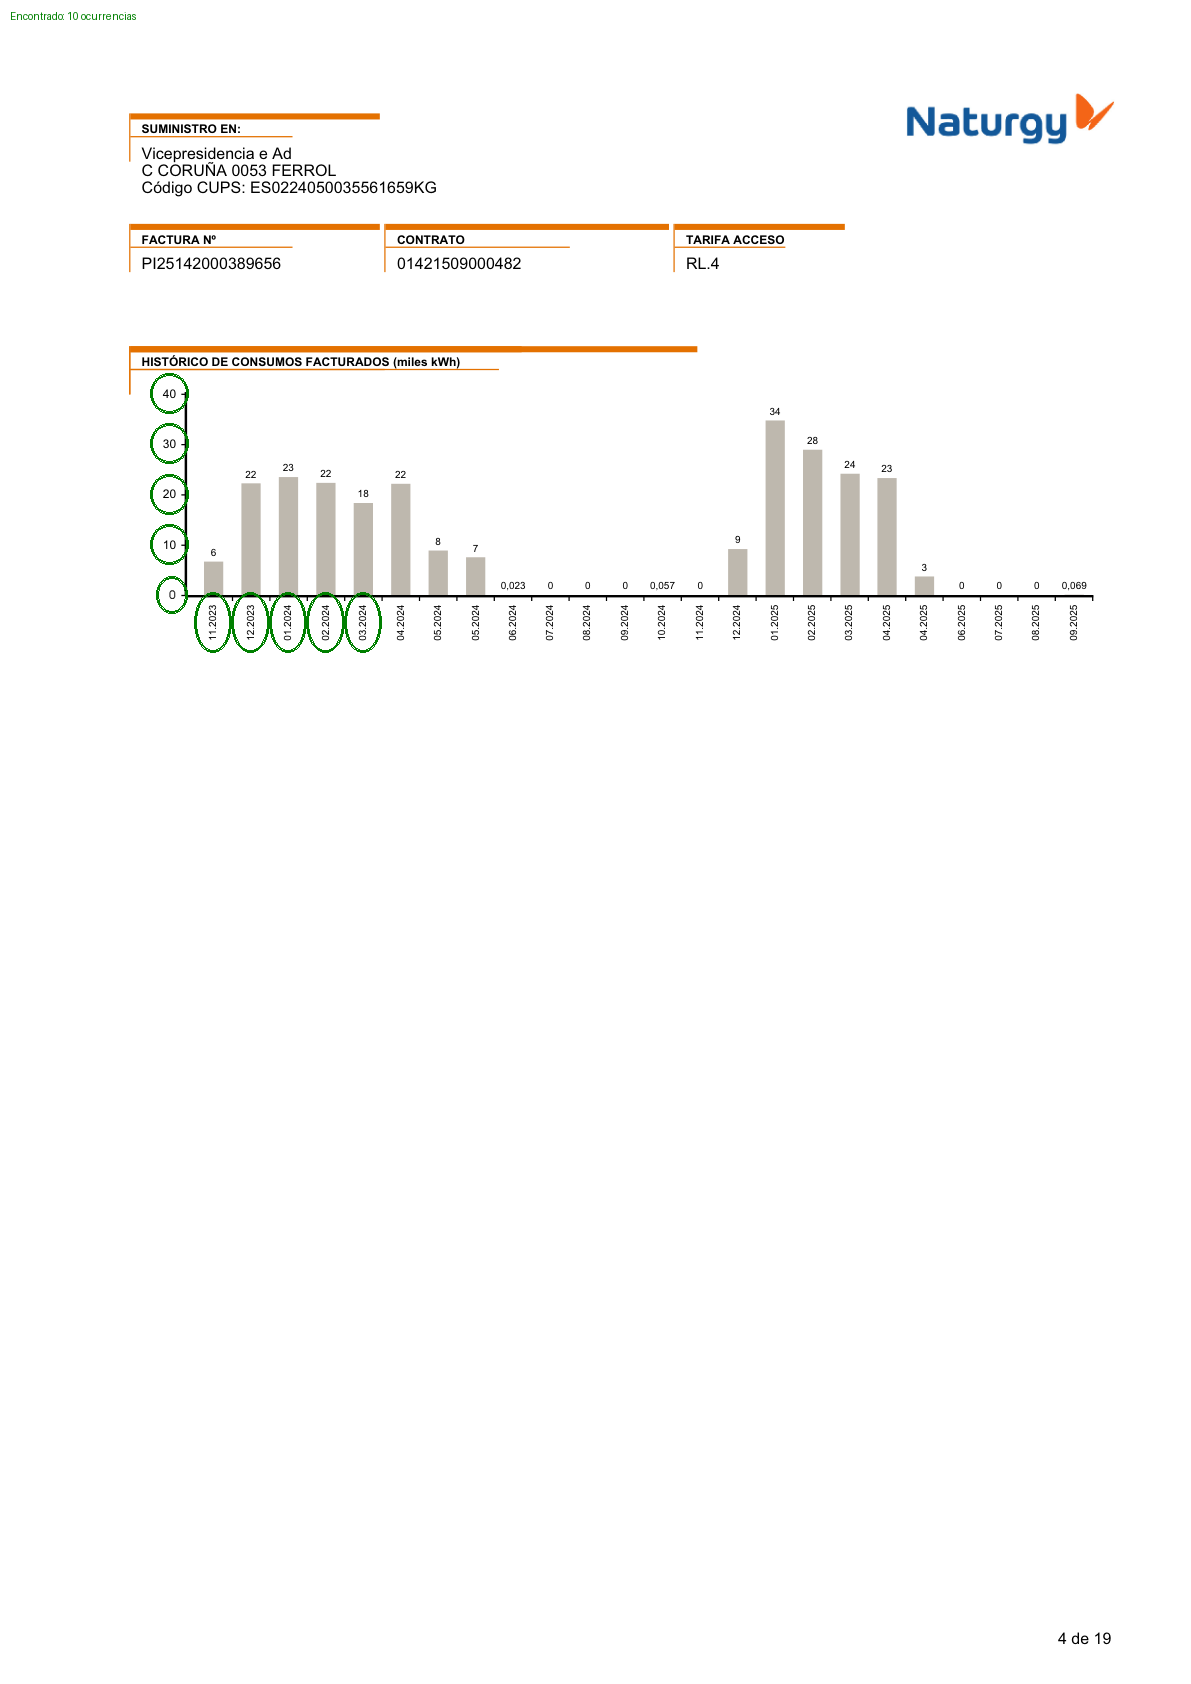 Encontrado: 10 ocurrencias
Naturgy
SUMINISTRO EN:
Vicepresidencia e Ad
C CORUÑA 0053 FERROL
Código CUPS: ES0224050035561659KG
FACTURA Nº CONTRATO TARIFA ACCESO
PI25142000389656 01421509000482 RL.4
HISTÓRICO DE CONSUMOS FACTURADOS (miles kWh)
40
30
20
10
0
6 22 23 22 18 22 8 7 0,023 0 0 0 0,057 0 9 34 28 24 23 3 0 0 0 0,069
11.2023 12.2023 01.2024 02.2024 03.2024 04.2024 05.2024 05.2024 06.2024 07.2024 08.2024 09.2024 10.2024 11.2024 12.2024 01.2025 02.2025 03.2025 04.2025 04.2025 06.2025 07.2025 08.2025 09.2025
4 de 19